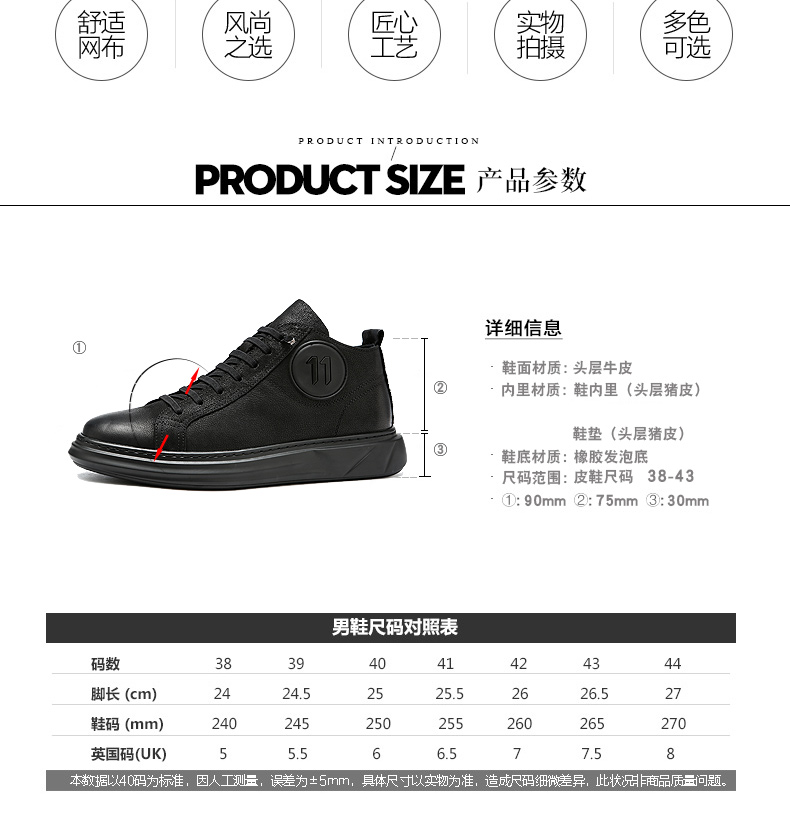 舒适
网布
风尚
之选
匠心
工艺
实物
拍摄
多色
可选
PRODUCT INTRODUCTION
PRODUCT SIZE 产品参数
详细信息
· 鞋面材质: 头层牛皮
· 内里材质: 鞋内里（头层猪皮）
鞋垫（头层猪皮）
· 鞋底材质: 橡胶发泡底
· 尺码范围: 皮鞋尺码 38-43
· ①: 90mm ②: 75mm ③: 30mm
①
11
②
③
男鞋尺码对照表
码数 38 39 40 41 42 43 44
脚长 (cm) 24 24.5 25 25.5 26 26.5 27
鞋码 (mm) 240 245 250 255 260 265 270
英国码(UK) 5 5.5 6 6.5 7 7.5 8
本数据以40码为标准，因人工测量，误差为±5mm，具体尺寸以实物为准，造成尺码细微差异，此状况非商品质量问题。